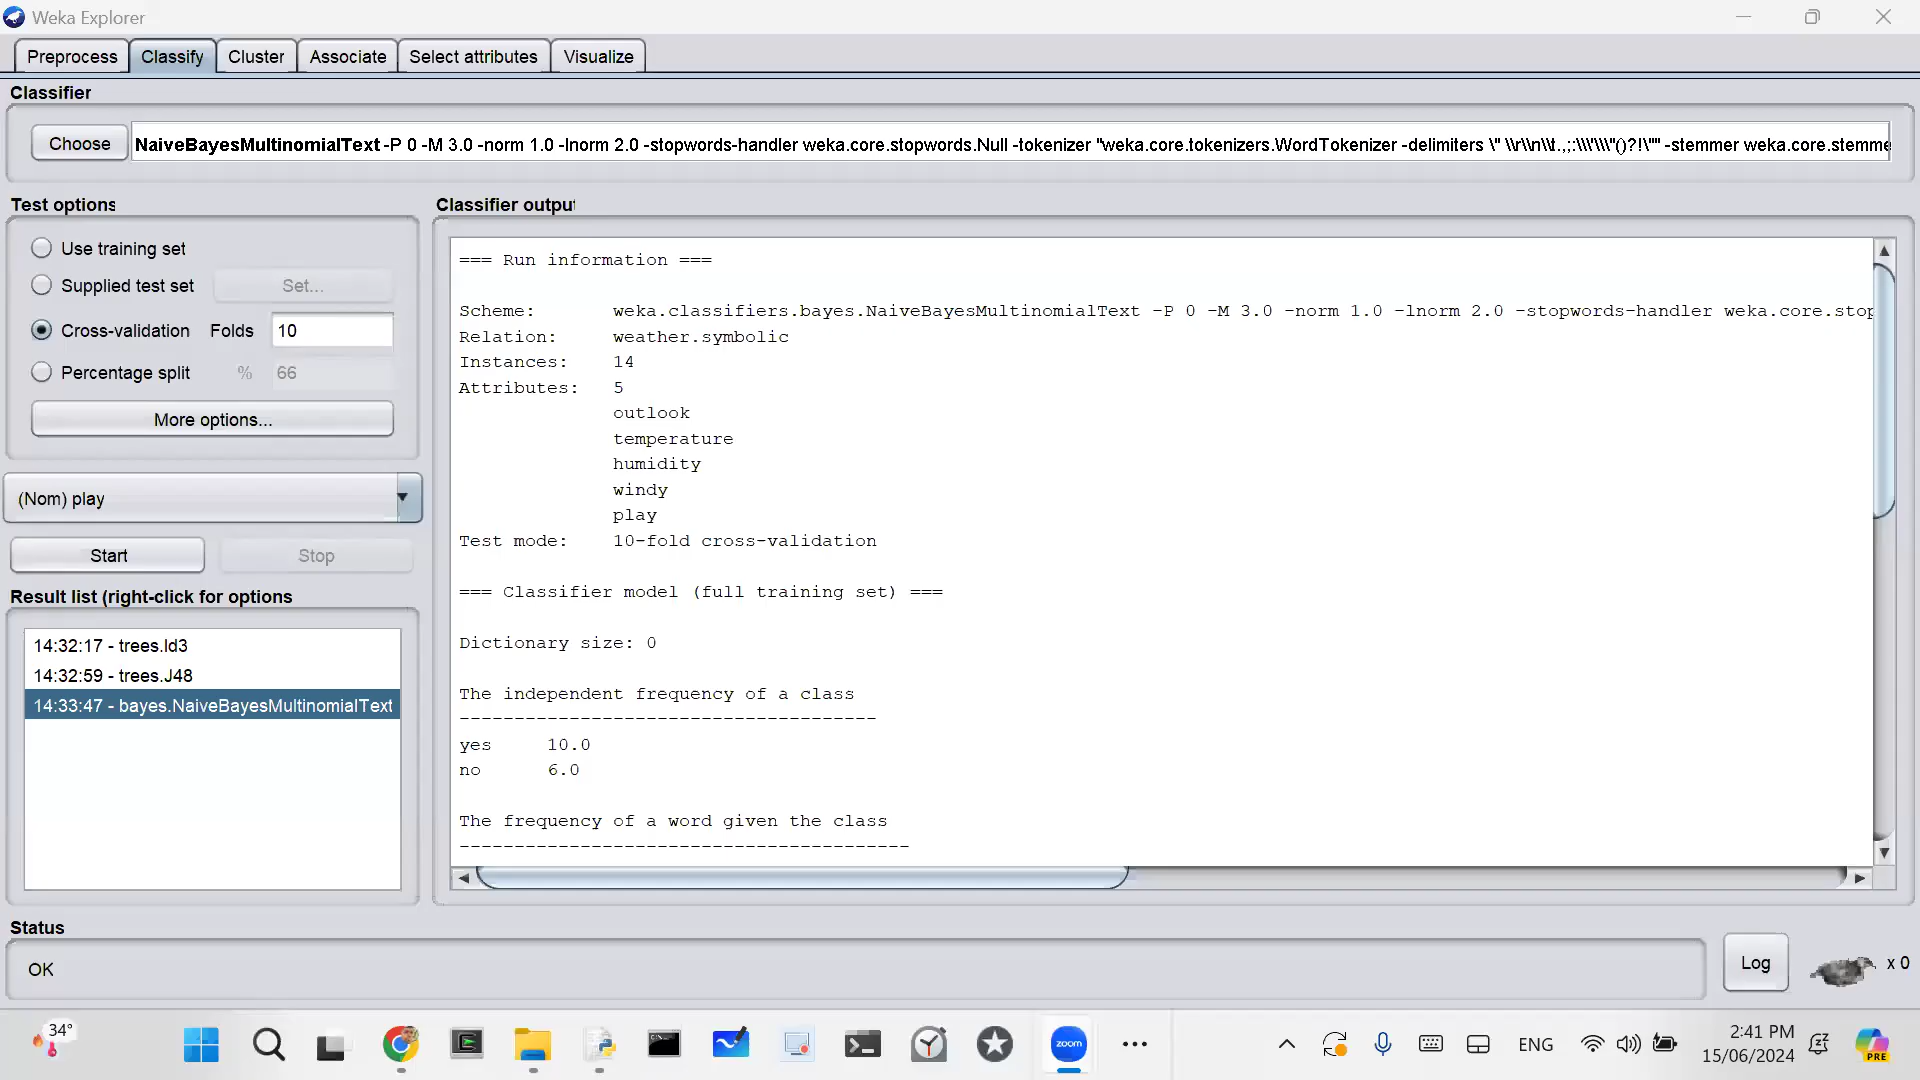 Weka Explorer
Preprocess Classify Cluster Associate Select attributes Visualize
Classifier
Choose NaiveBayesMultinomialText -P 0 -M 3.0 -norm 1.0 -lnorm 2.0 -stopwords-handler weka.core.stopwords.Null -tokenizer "weka.core.tokenizers.WordTokenizer -delimiters \" \\r\\n\\t.,;:\\\'\\\"()?!\"" -stemmer weka.core.stemme
Test options
Use training set
Supplied test set Set...
Cross-validation Folds 10
Percentage split % 66
More options...
(Nom) play
Start Stop
Result list (right-click for options
14:32:17 - trees.Id3
14:32:59 - trees.J48
14:33:47 - bayes.NaiveBayesMultinomialText
Classifier output
=== Run information ===
Scheme: weka.classifiers.bayes.NaiveBayesMultinomialText -P 0 -M 3.0 -norm 1.0 -lnorm 2.0 -stopwords-handler weka.core.stop
Relation: weather.symbolic
Instances: 14
Attributes: 5
outlook
temperature
humidity
windy
play
Test mode: 10-fold cross-validation
=== Classifier model (full training set) ===
Dictionary size: 0
The independent frequency of a class
--------------------------------------
yes 10.0
no 6.0
The frequency of a word given the class
-----------------------------------------
Status
OK
Log x 0
34°
zoom
ENG
2:41 PM
15/06/2024
PRE